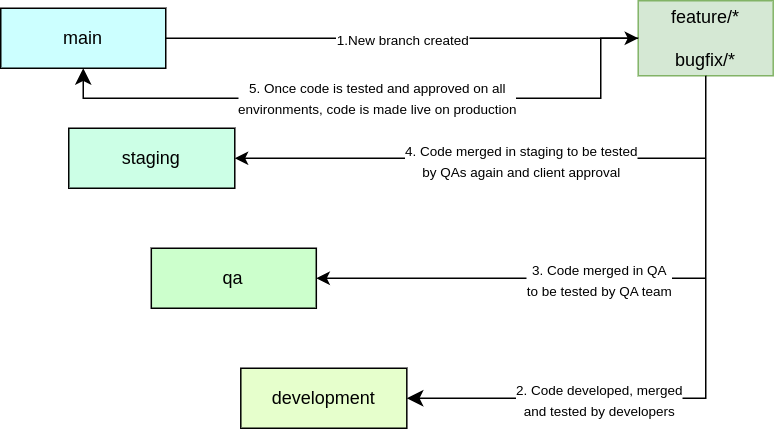 main
1.New branch created
feature/*
bugfix/*
5. Once code is tested and approved on all
environments, code is made live on production
staging
4. Code merged in staging to be tested
by QAs again and client approval
qa
3. Code merged in QA
to be tested by QA team
development
2. Code developed, merged
and tested by developers